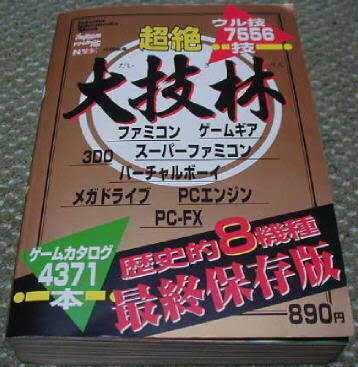 超絶
ウル技
7556
技
大技林
ファミコン ゲームギア
3DO スーパーファミコン
バーチャルボーイ
メガドライブ PCエンジン
PC-FX
ゲームカタログ
4371
本
歴史的8機種
最終保存版
890円